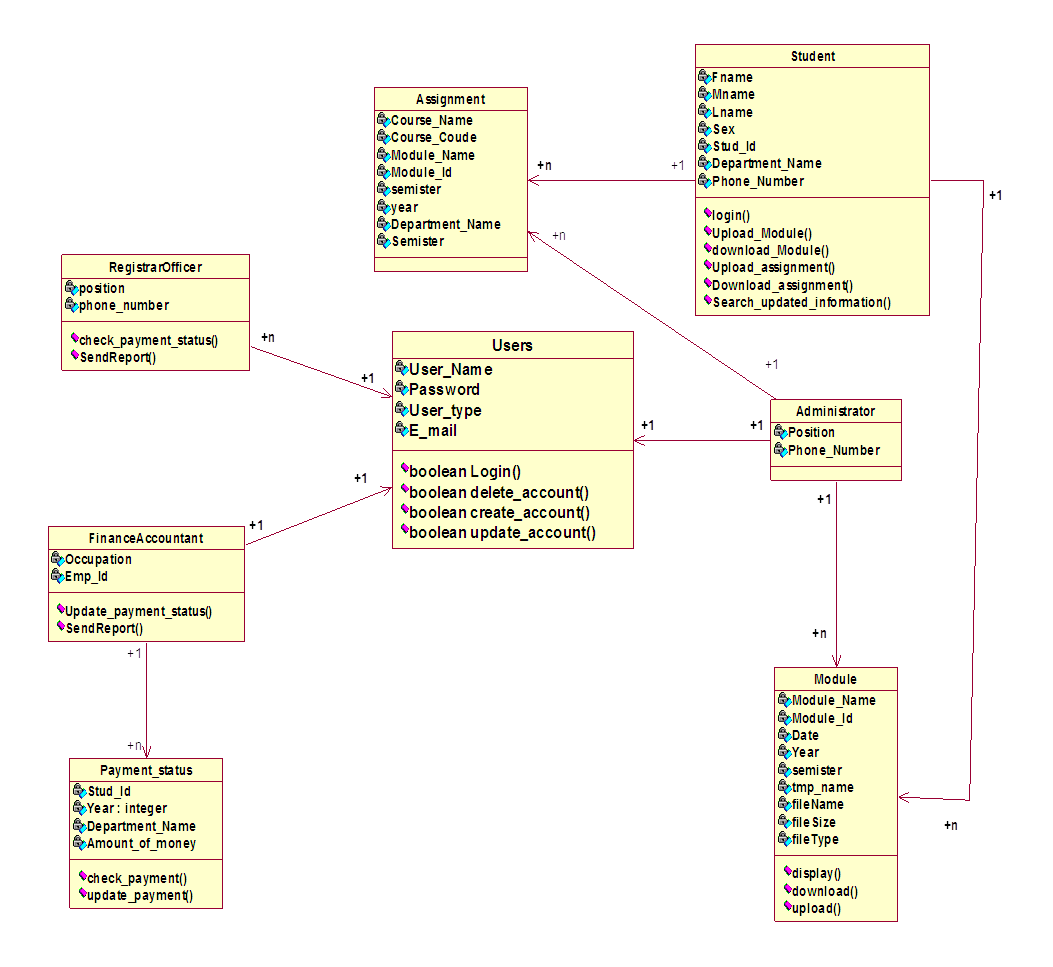 Student
Fname
Mname
Lname
Sex
Stud_Id
Department_Name
Phone_Number
login()
Upload_Module()
download_Module()
Upload_assignment()
Download_assignment()
Search_updated_information()
Assignment
Course_Name
Course_Coude
Module_Name
Module_Id
semister
year
Department_Name
Semister
+n
+1
+1
+n
+1
RegistrarOfficer
position
phone_number
check_payment_status()
SendReport()
+n
+1
Users
User_Name
Password
User_type
E_mail
boolean Login()
boolean delete_account()
boolean create_account()
boolean update_account()
+1
+1
Administrator
Position
Phone_Number
+1
+n
+1
+1
FinanceAccountant
Occupation
Emp_Id
Update_payment_status()
SendReport()
+1
+n
Payment_status
Stud_Id
Year : integer
Department_Name
Amount_of_money
check_payment()
update_payment()
Module
Module_Name
Module_Id
Date
Year
semister
tmp_name
fileName
fileSize
fileType
display()
download()
upload()
+n